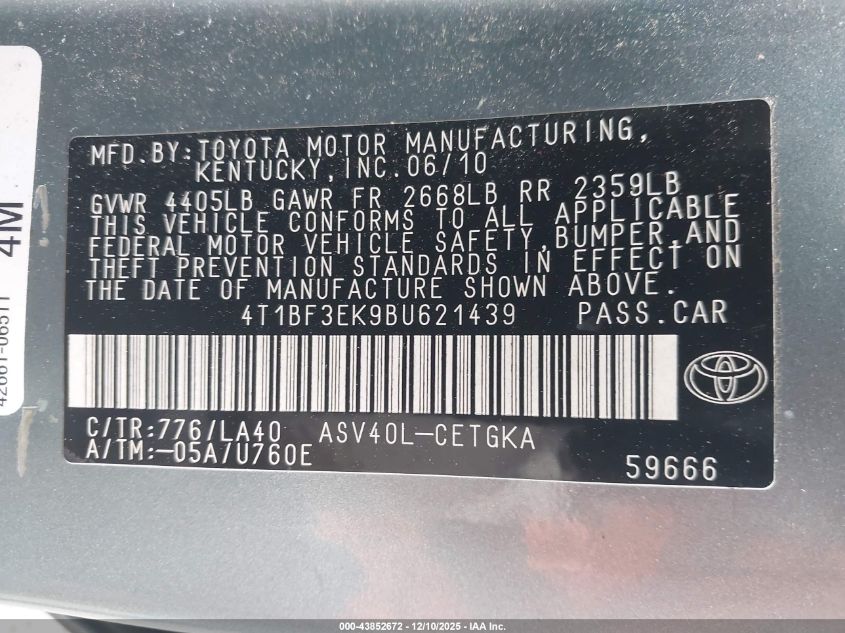 MFD.BY:TOYOTA MOTOR MANUFACTURING,
KENTUCKY,INC.06/10
GVWR 4405LB GAWR FR 2668LB RR 2359LB
THIS VEHICLE CONFORMS TO ALL APPLICABLE
FEDERAL MOTOR VEHICLE SAFETY,BUMPER,AND
THEFT PREVENTION STANDARDS IN EFFECT ON
THE DATE OF MANUFACTURE SHOWN ABOVE.
4T1BF3EK9BU621439 PASS.CAR
C/TR:776/LA40 ASV40L-CETGKA
A/TM:-05A/U760E
59666
4M
42661-06511
000-43852672 - 12/10/2025 - IAA Inc.